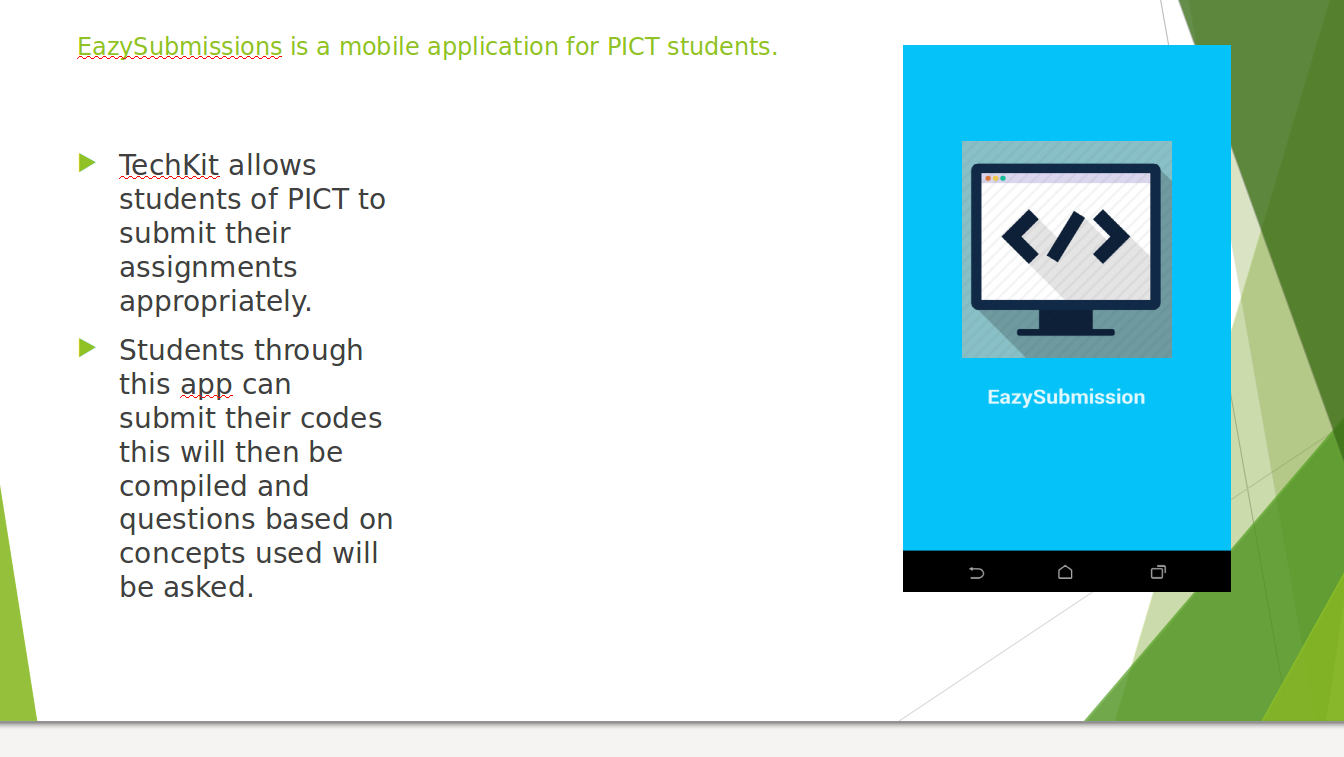 EazySubmissions is a mobile application for PICT students.
TechKit allows
students of PICT to
submit their
assignments
appropriately.
Students through
this app can
submit their codes
this will then be
compiled and
questions based on
concepts used will
be asked.
</>
EazySubmission